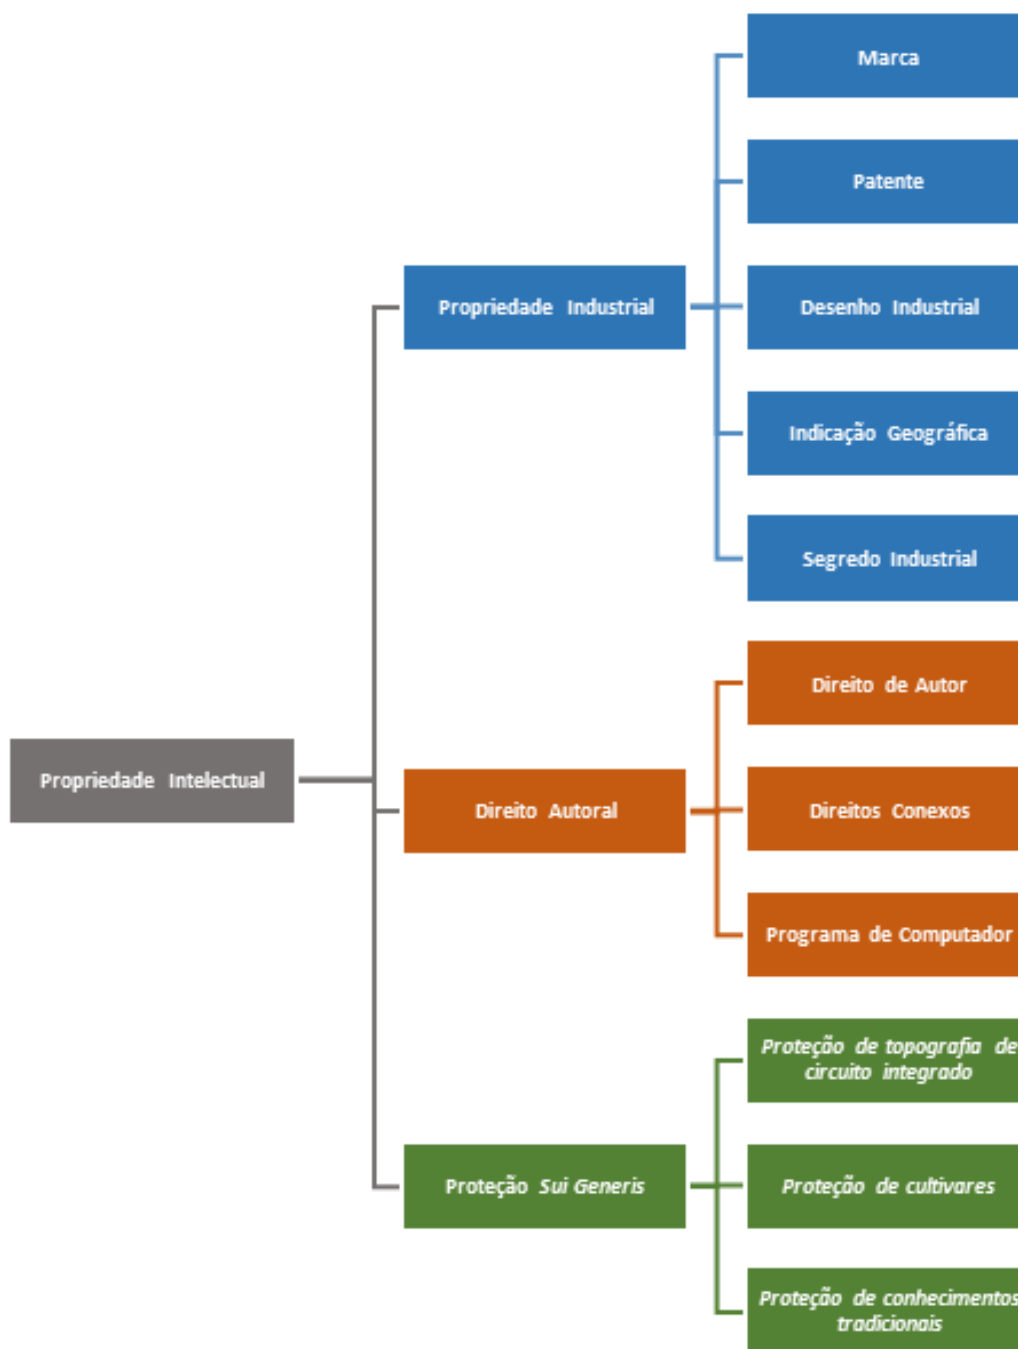 Marca
Patente
Propriedade Industrial
Desenho Industrial
Indicação Geográfica
Segredo Industrial
Direito de Autor
Propriedade Intelectual
Direito Autoral
Direitos Conexos
Programa de Computador
Proteção de topografia de
circuito integrado
Proteção Sui Generis
Proteção de cultivares
Proteção de conhecimentos
tradicionais